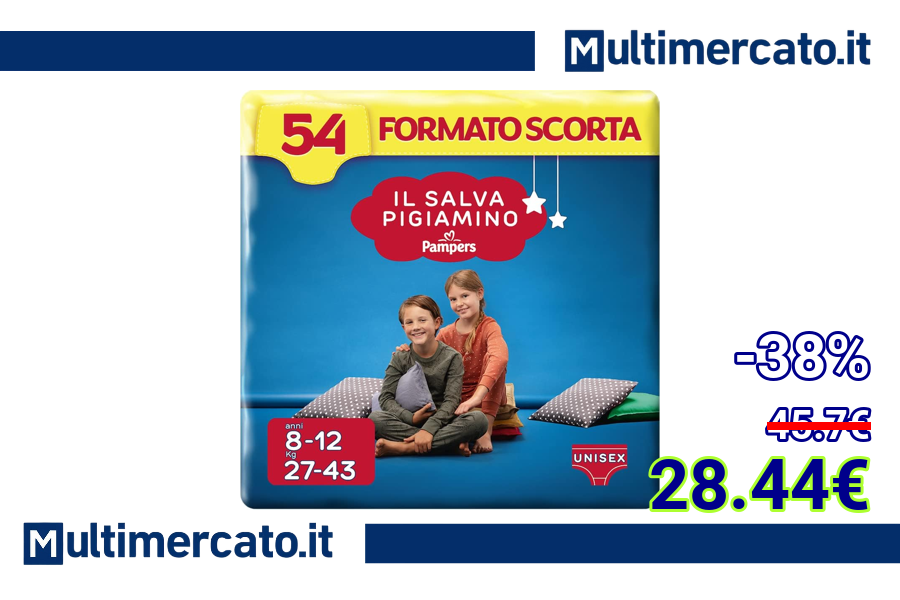 Multimercato.it
54 FORMATO SCORTA
IL SALVA
PIGIAMINO
Pampers
-38%
45.7€
28.44€
anni
8-12
Kg
27-43
UNISEX
Multimercato.it